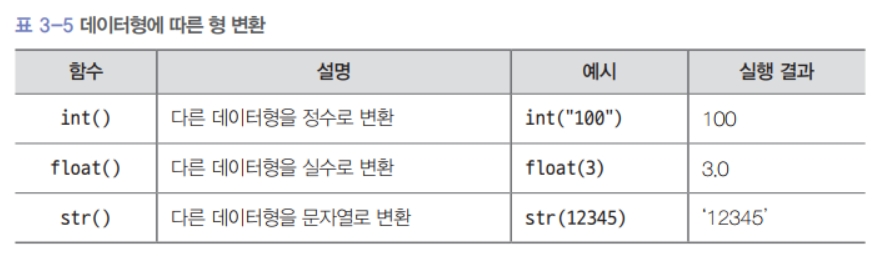 표 3-5 데이터형에 따른 형 변환
함수 설명 예시 실행 결과
int() 다른 데이터형을 정수로 변환 int("100") 100
float() 다른 데이터형을 실수로 변환 float(3) 3.0
str() 다른 데이터형을 문자열로 변환 str(12345) ‘12345’